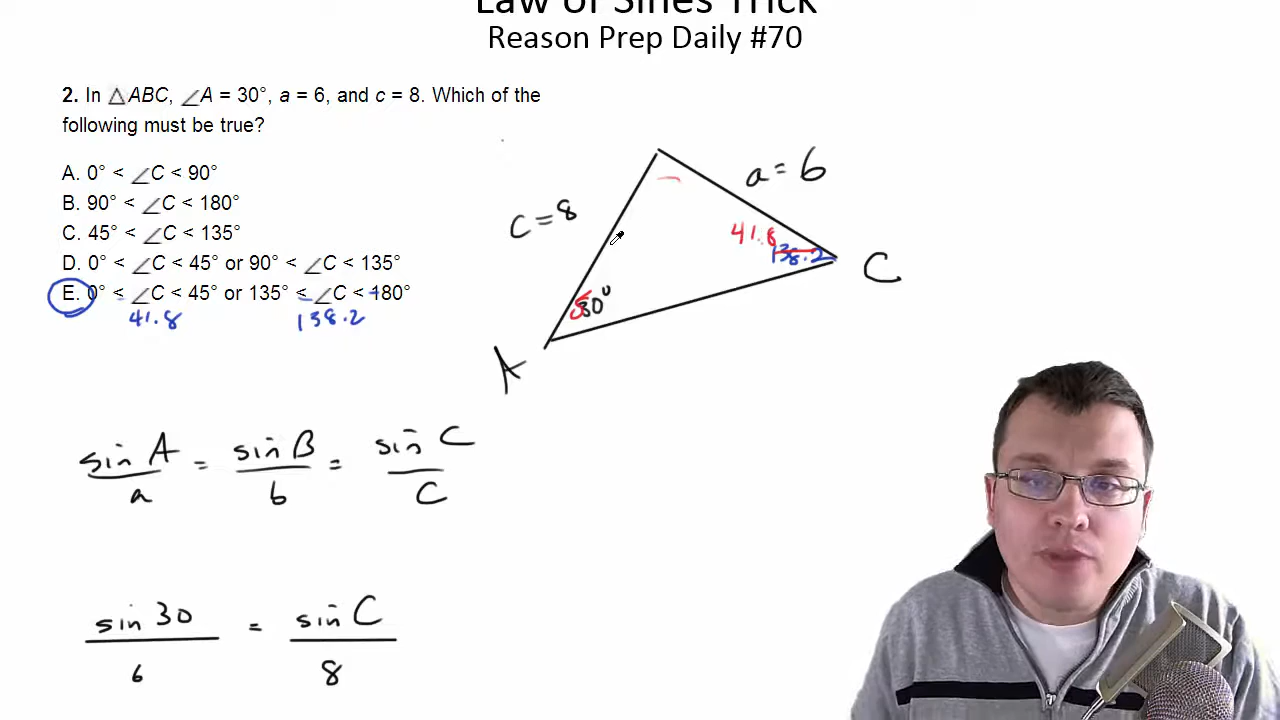 Law of Sines Trick
Reason Prep Daily #70
2. In △ABC, ∠A = 30°, a = 6, and c = 8. Which of the
following must be true?
A. 0° < ∠C < 90°
B. 90° < ∠C < 180°
C. 45° < ∠C < 135°
D. 0° < ∠C < 45° or 90° < ∠C < 135°
E. 0° < ∠C < 45° or 135° < ∠C < 180°
41.8 138.2
a = 6
c = 8
41.8
138.2
C
30°
A
sin A / a = sin B / b = sin C / C
sin 30 / 6 = sin C / 8